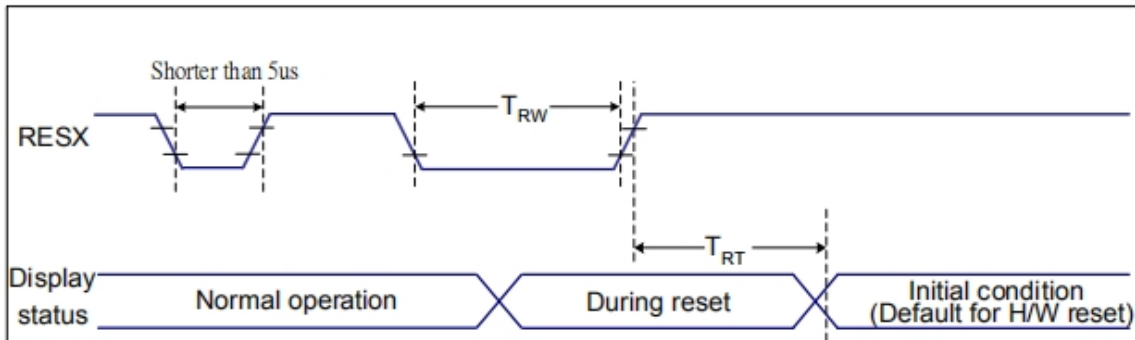 Shorter than 5us
RESX
TRW
TRT
Display
status
Normal operation
During reset
Initial condition
(Default for H/W reset)